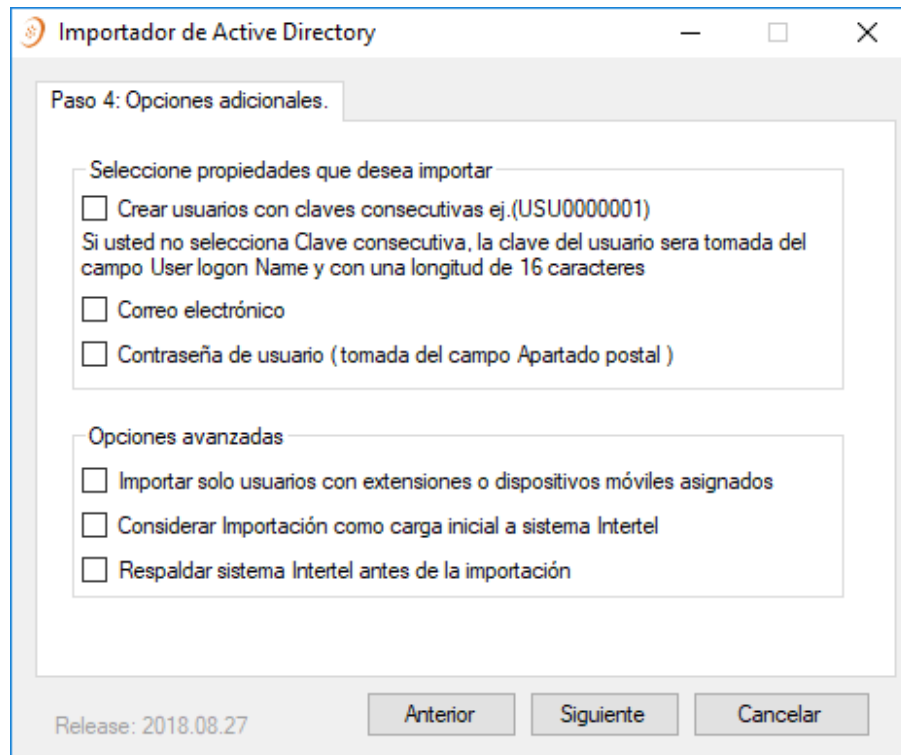 Importador de Active Directory
Paso 4: Opciones adicionales.
Seleccione propiedades que desea importar
Crear usuarios con claves consecutivas ej.(USU0000001)
Si usted no selecciona Clave consecutiva, la clave del usuario sera tomada del
campo User logon Name y con una longitud de 16 caracteres
Correo electrónico
Contraseña de usuario ( tomada del campo Apartado postal )
Opciones avanzadas
Importar solo usuarios con extensiones o dispositivos móviles asignados
Considerar Importación como carga inicial a sistema Intertel
Respaldar sistema Intertel antes de la importación
Release: 2018.08.27
Anterior
Siguiente
Cancelar